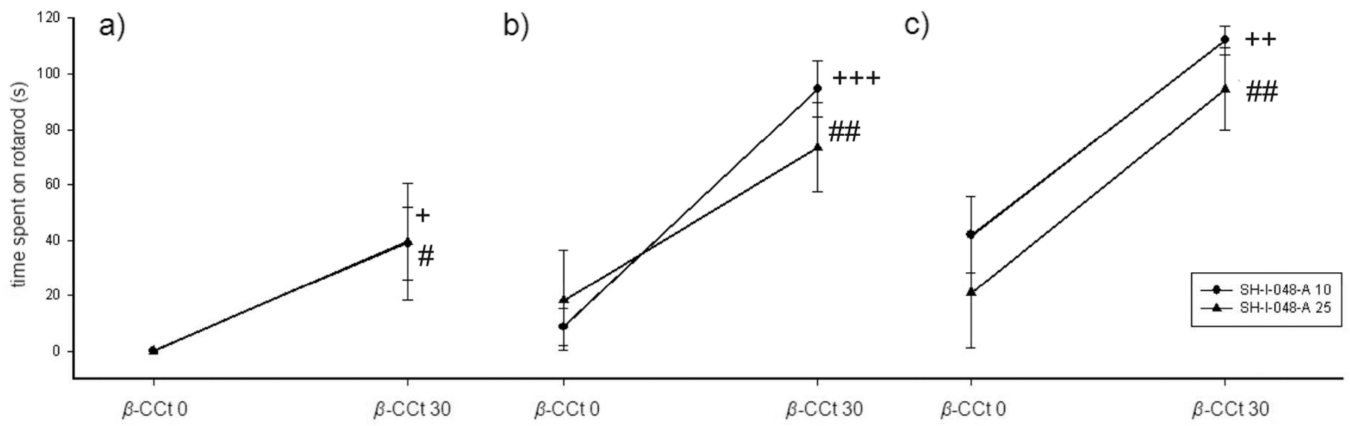 a)
b)
c)
time spent on rotarod (s)
120
100
80
60
40
20
0
+
#
+++
##
++
##
SH-I-048-A 10
SH-I-048-A 25
β-CCt 0
β-CCt 30
β-CCt 0
β-CCt 30
β-CCt 0
β-CCt 30